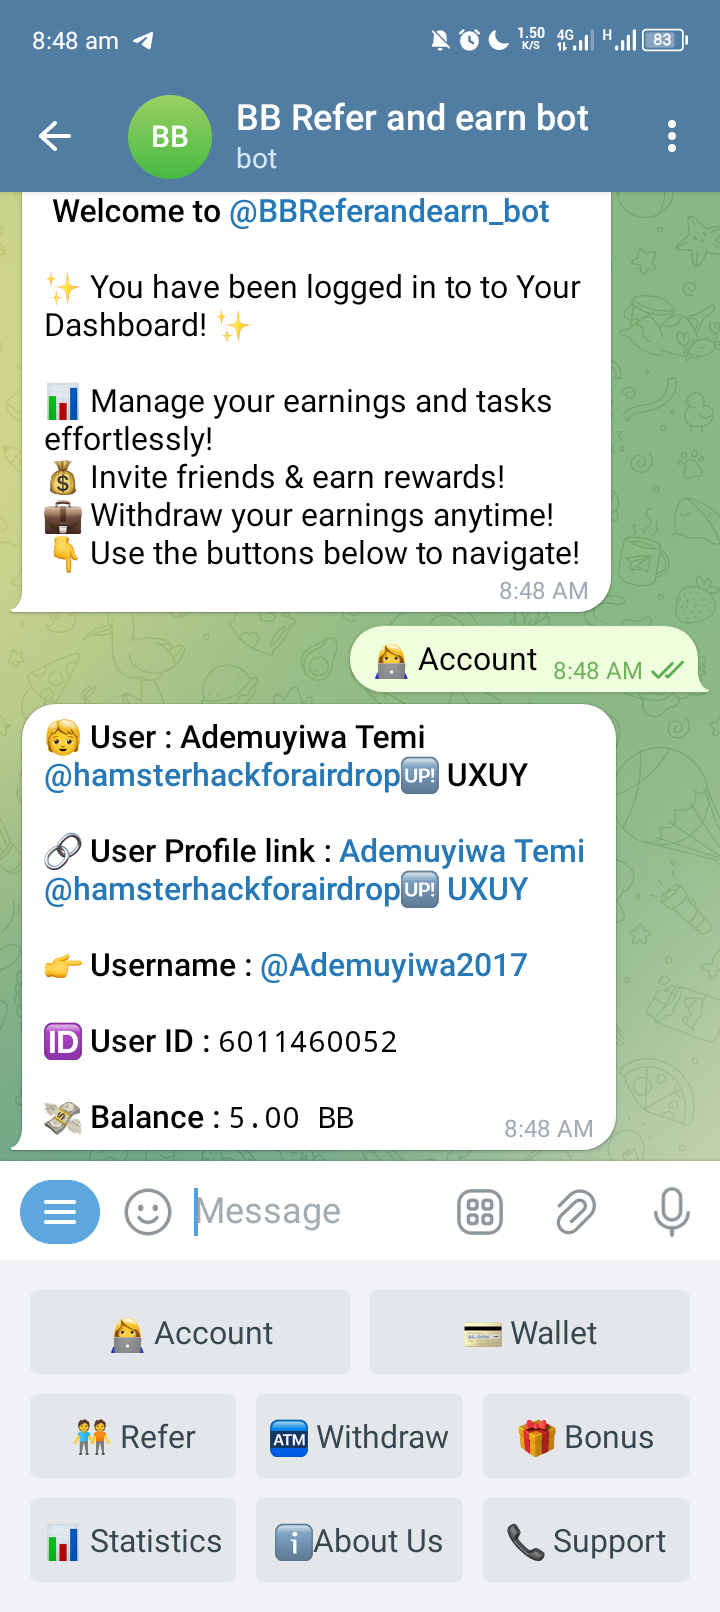 8:48 am
1.50 K/S 4G H 83
BB
BB Refer and earn bot
bot
Welcome to @BBReferandearn_bot
✨ You have been logged in to to Your
Dashboard! ✨
📊 Manage your earnings and tasks
effortlessly!
💰 Invite friends & earn rewards!
💼 Withdraw your earnings anytime!
👇 Use the buttons below to navigate!
8:48 AM
👩‍💻 Account 8:48 AM
👧 User : Ademuyiwa Temi
@hamsterhackforairdrop🆙 UXUY
🔗 User Profile link : Ademuyiwa Temi
@hamsterhackforairdrop🆙 UXUY
👉 Username : @Ademuyiwa2017
🆔 User ID : 6011460052
💸 Balance : 5.00 BB
8:48 AM
Message
👩‍💻 Account 💳 Wallet
🧑‍🤝‍🧑 Refer 🏧 Withdraw 🎁 Bonus
📊 Statistics ℹ️About Us 📞 Support